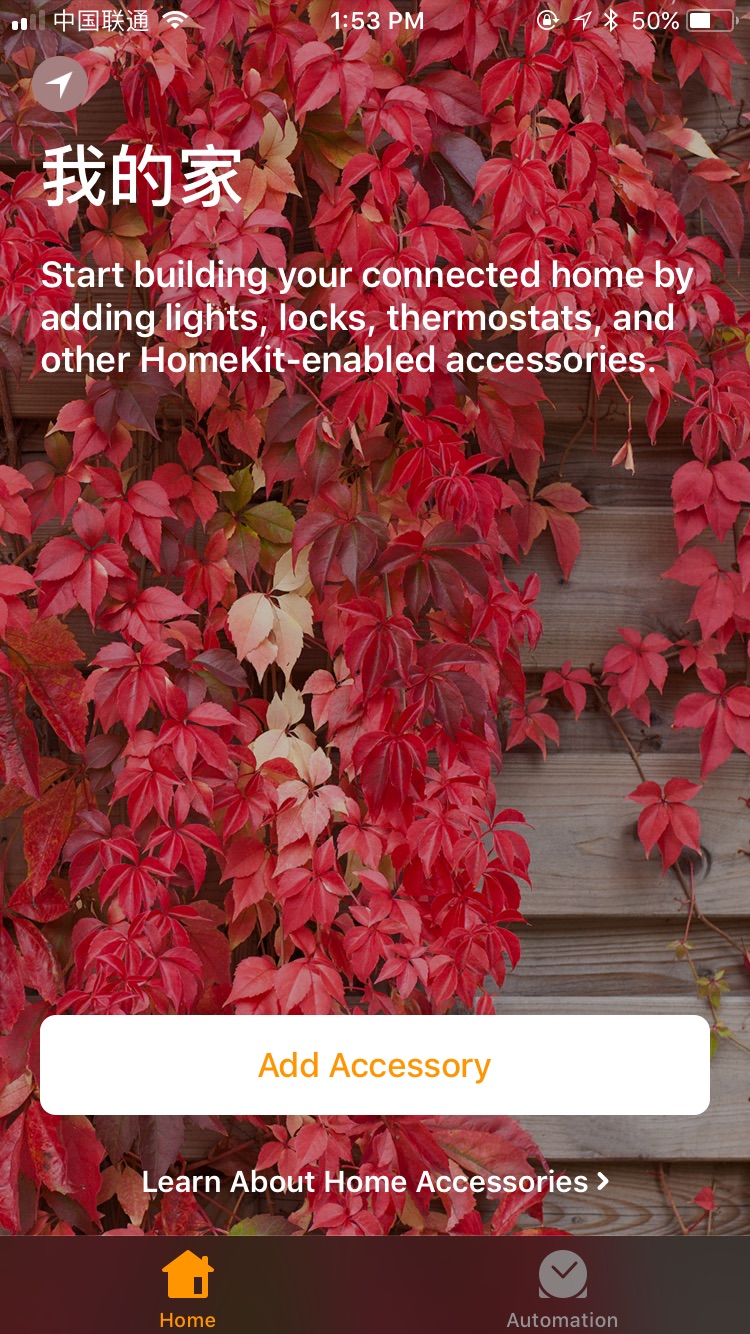 中国联通 1:53 PM 50%
我的家
Start building your connected home by
adding lights, locks, thermostats, and
other HomeKit-enabled accessories.
Add Accessory
Learn About Home Accessories >
Home Automation